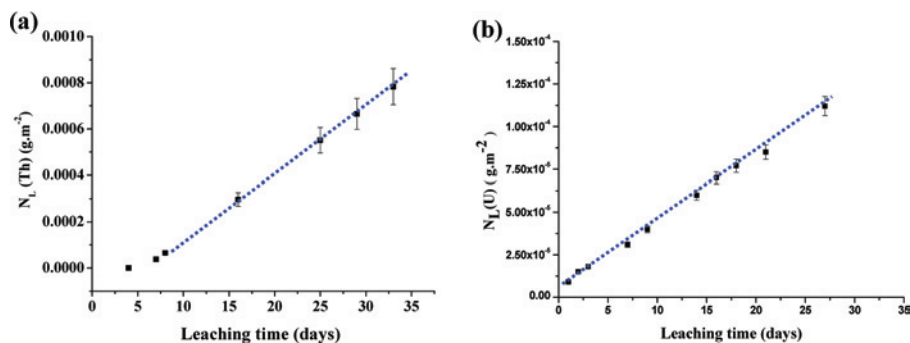 (a)
0.0010
0.0008
0.0006
0.0004
0.0002
0.0000
N_L (Th) (g.m⁻²)
0 5 10 15 20 25 30 35
Leaching time (days)
(b)
1.50x10⁻⁴
1.25x10⁻⁴
1.00x10⁻⁴
7.50x10⁻⁵
5.00x10⁻⁵
2.50x10⁻⁵
0.00
N_L(U) ( g.m⁻²)
0 5 10 15 20 25 30 35
Leaching time (days)